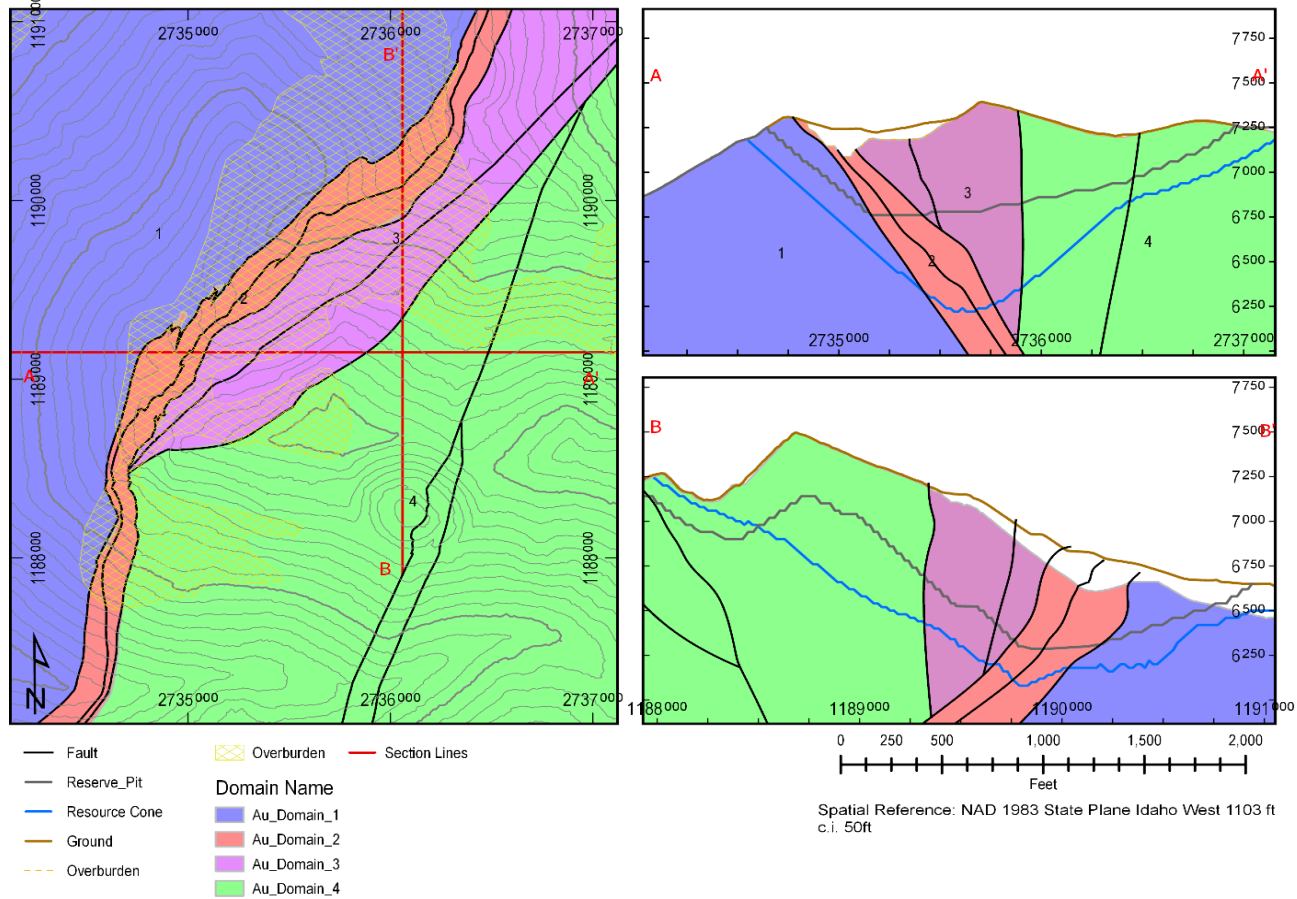 2735000 2736000 2737000
1191000
B'
1
3
1190000 1190000
2
A A'
1189000 1189000
4
1188000 1188000
B
N
2735000 2736000 2737000
7750
A A'
7500
7250
7000
3
6750
1 2 4
6500
6250
2735000 2736000 2737000
7750
B B'
7500
7250
7000
6750
6500
6250
1188000 1189000 1190000 1191000
0 250 500 1,000 1,500 2,000
Feet
Spatial Reference: NAD 1983 State Plane Idaho West 1103 ft
c.i. 50ft
Fault
Reserve_Pit
Resource Cone
Ground
Overburden
Overburden
Section Lines
Domain Name
Au_Domain_1
Au_Domain_2
Au_Domain_3
Au_Domain_4